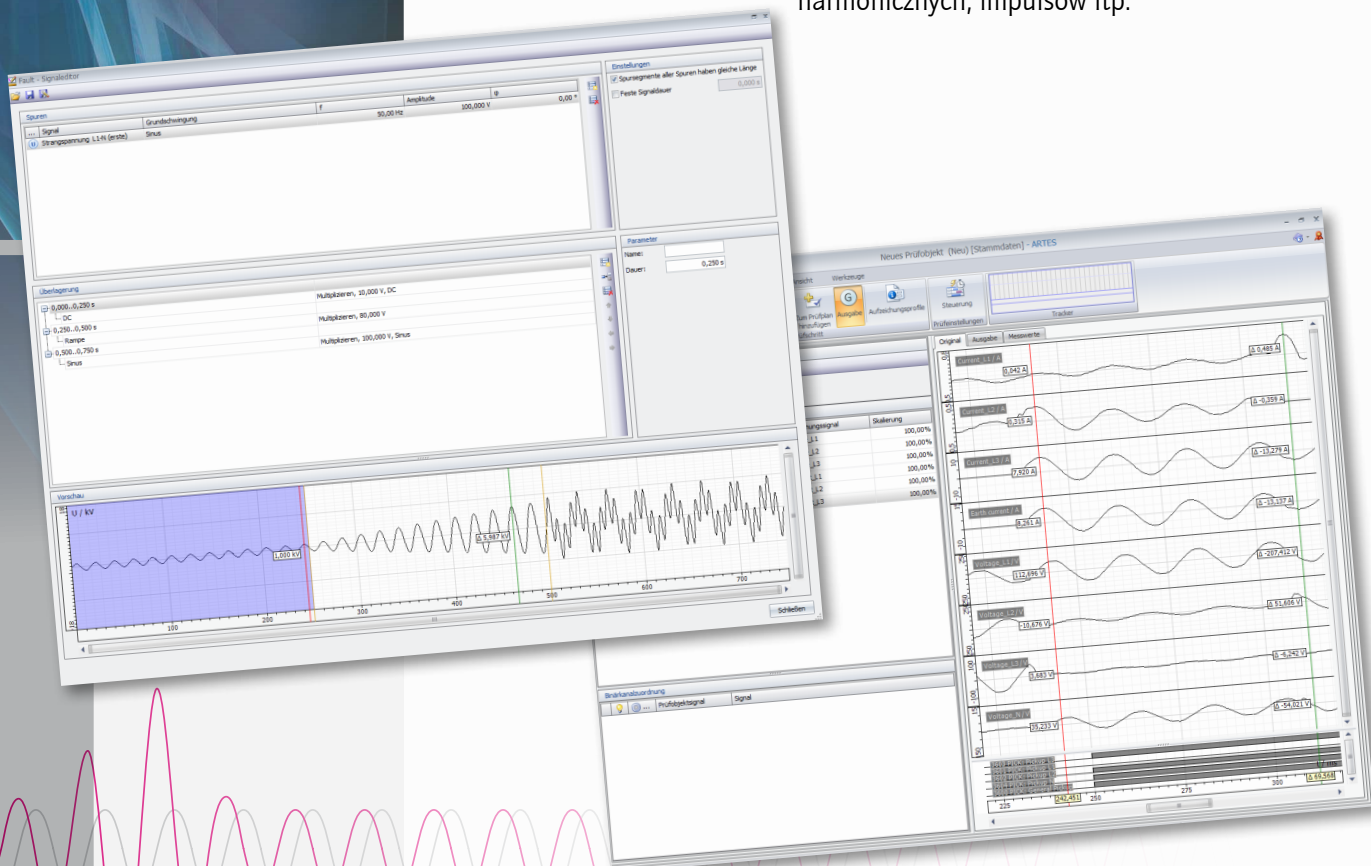 harmonicznych, impulsów itp.
Fault - Signaleditor
Spuren
... Signal Grundschwingung f Amplitude φ
Strangspannung L1-N (erste) Sinus 50,00 Hz 100,000 V 0,00 °
Einstellungen
Spursegmente aller Spuren haben gleiche Länge
Feste Signaldauer 0,000 s
Überlagerung
0,000..0,250 s
DC Multiplizieren, 10,000 V, DC
0,250..0,500 s
Rampe Multiplizieren, 80,000 V
0,500..0,750 s
Sinus Multiplizieren, 100,000 V, Sinus
Parameter
Name:
Dauer: 0,250 s
Vorschau
U / kV
1,000 kV
Δ 5,987 kV
100 200 300 400 500 600 700
Schließen
Neues Prüfobjekt (Neu) [Stammdaten] - ARTES
Werkzeuge
Ausgabe
Aufzeichnungsprofile
Steuerung
Prüfeinstellungen
Tracker
Original Ausgabe Messwerte
Skalierung
100,00%
100,00%
100,00%
100,00%
100,00%
100,00%
Current_L1 / A
0,042 A
Δ 0,485 A
Current_L2 / A
0,315 A
Δ -0,359 A
Current_L3 / A
7,920 A
Δ -13,279 A
Earth current / A
8,261 A
Δ -13,137 A
Voltage_L1 / V
112,696 V
Δ -207,412 V
Voltage_L2 / V
-10,676 V
Δ 51,606 V
Voltage_L3 / V
3,683 V
Δ -6,242 V
Voltage_N / V
35,233 V
Δ -54,021 V
Binärkanalzuordnung
... Prüfobjektsignal Signal
225 242,451 250 275 300 Δ 69,568